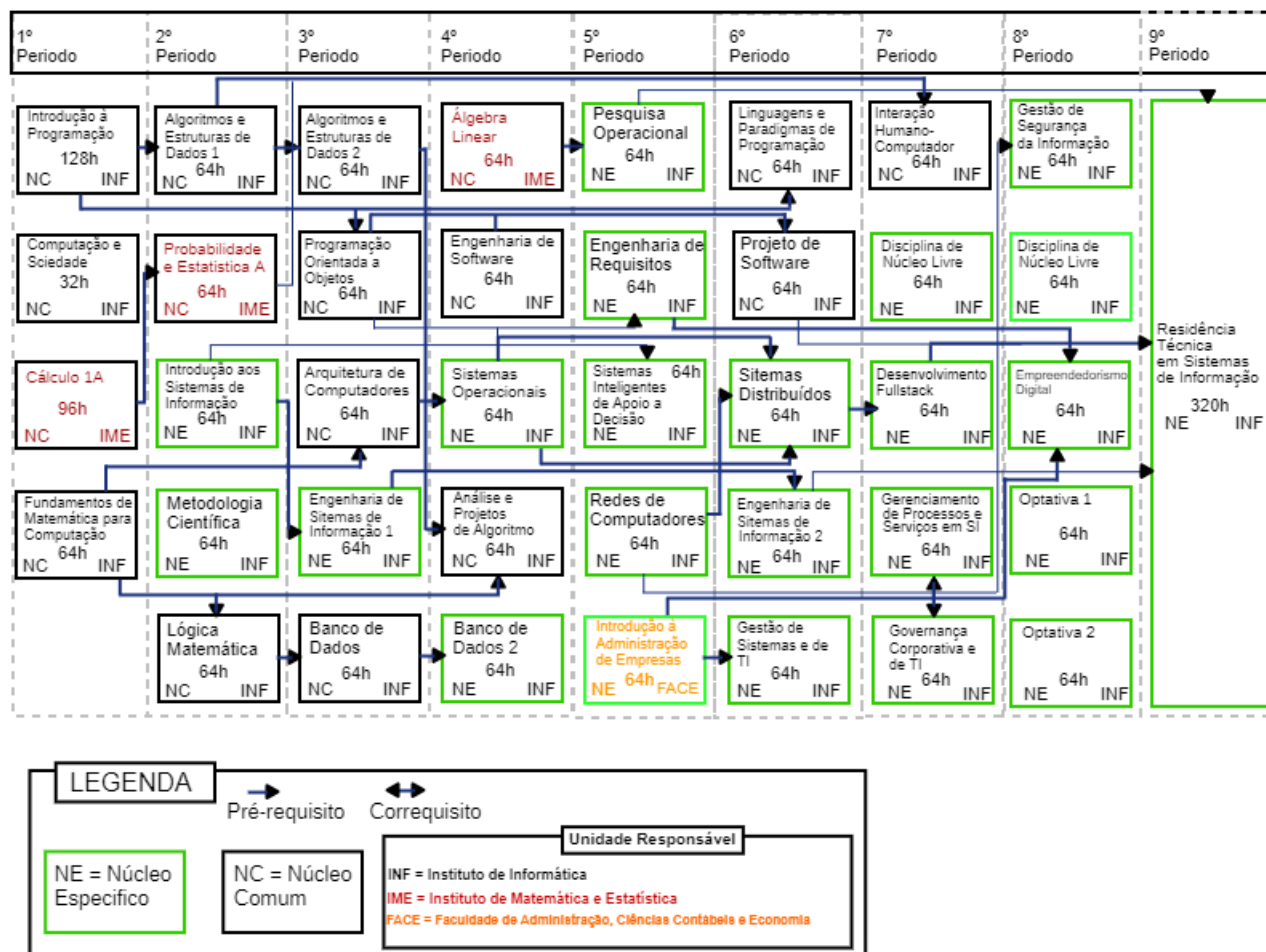 1º
Periodo
2º
Periodo
3º
Periodo
4º
Periodo
5º
Periodo
6º
Periodo
7º
Periodo
8º
Periodo
9º
Periodo
Introdução à
Programação
128h
NC INF
Algoritmos e
Estruturas de
Dados 1
64h
NC INF
Algoritmos e
Estruturas de
Dados 2
64h
NC INF
Álgebra
Linear
64h
NC IME
Pesquisa
Operacional
64h
NE INF
Linguagens e
Paradigmas de
Programação
64h
NC INF
Interação
Humano-
Computador
64h
NC INF
Gestão de
Segurança
da Informação
64h
NE INF
Computação e
Sciedade
32h
NC INF
Probabilidade
e Estatistica A
64h
NC IME
Programação
Orientada a
Objetos
64h
NC INF
Engenharia de
Software
64h
NC INF
Engenharia de
Requisitos
64h
NE INF
Projeto de
Software
64h
NC INF
Disciplina de
Núcleo Livre
64h
NE INF
Disciplina de
Núcleo Livre
64h
NE INF
Residência
Técnica
em Sistemas
de Informação
320h
NE INF
Cálculo 1A
96h
NC IME
Introdução aos
Sistemas de
Informação
64h
NE INF
Arquitetura de
Computadores
64h
NC INF
Sistemas
Operacionais
64h
NE INF
Sistemas 64h
Inteligentes
de Apoio a
Decisão
NE INF
Sitemas
Distribuídos
64h
NE INF
Desenvolvimento
Fullstack
64h
NE INF
Empreendedorismo
Digital
64h
NE INF
Fundamentos de
Matemática para
Computação
64h
NC INF
Metodologia
Científica
64h
NE INF
Engenharia de
Sitemas de
Informação 1
64h
NE INF
Análise e
Projetos
de Algoritmo
64h
NC INF
Redes de
Computadores
64h
NE INF
Engenharia de
Sitemas de
Informação 2
64h
NE INF
Gerenciamento
de Processos e
Serviços em SI
64h
NE INF
Optativa 1
64h
NE INF
Lógica
Matemática
64h
NC INF
Banco de
Dados
64h
NC INF
Banco de
Dados 2
64h
NE INF
Introdução à
Administração
de Empresas
NE 64h FACE
Gestão de
Sistemas e de
TI
64h
NE INF
Governança
Corporativa e
de TI
64h
NE INF
Optativa 2
64h
NE INF
LEGENDA
Pré-requisito
Correquisito
NE = Núcleo
Especifico
NC = Núcleo
Comum
Unidade Responsável
INF = Instituto de Informática
IME = Instituto de Matemática e Estatística
FACE = Faculdade de Administração, Ciências Contábeis e Economia